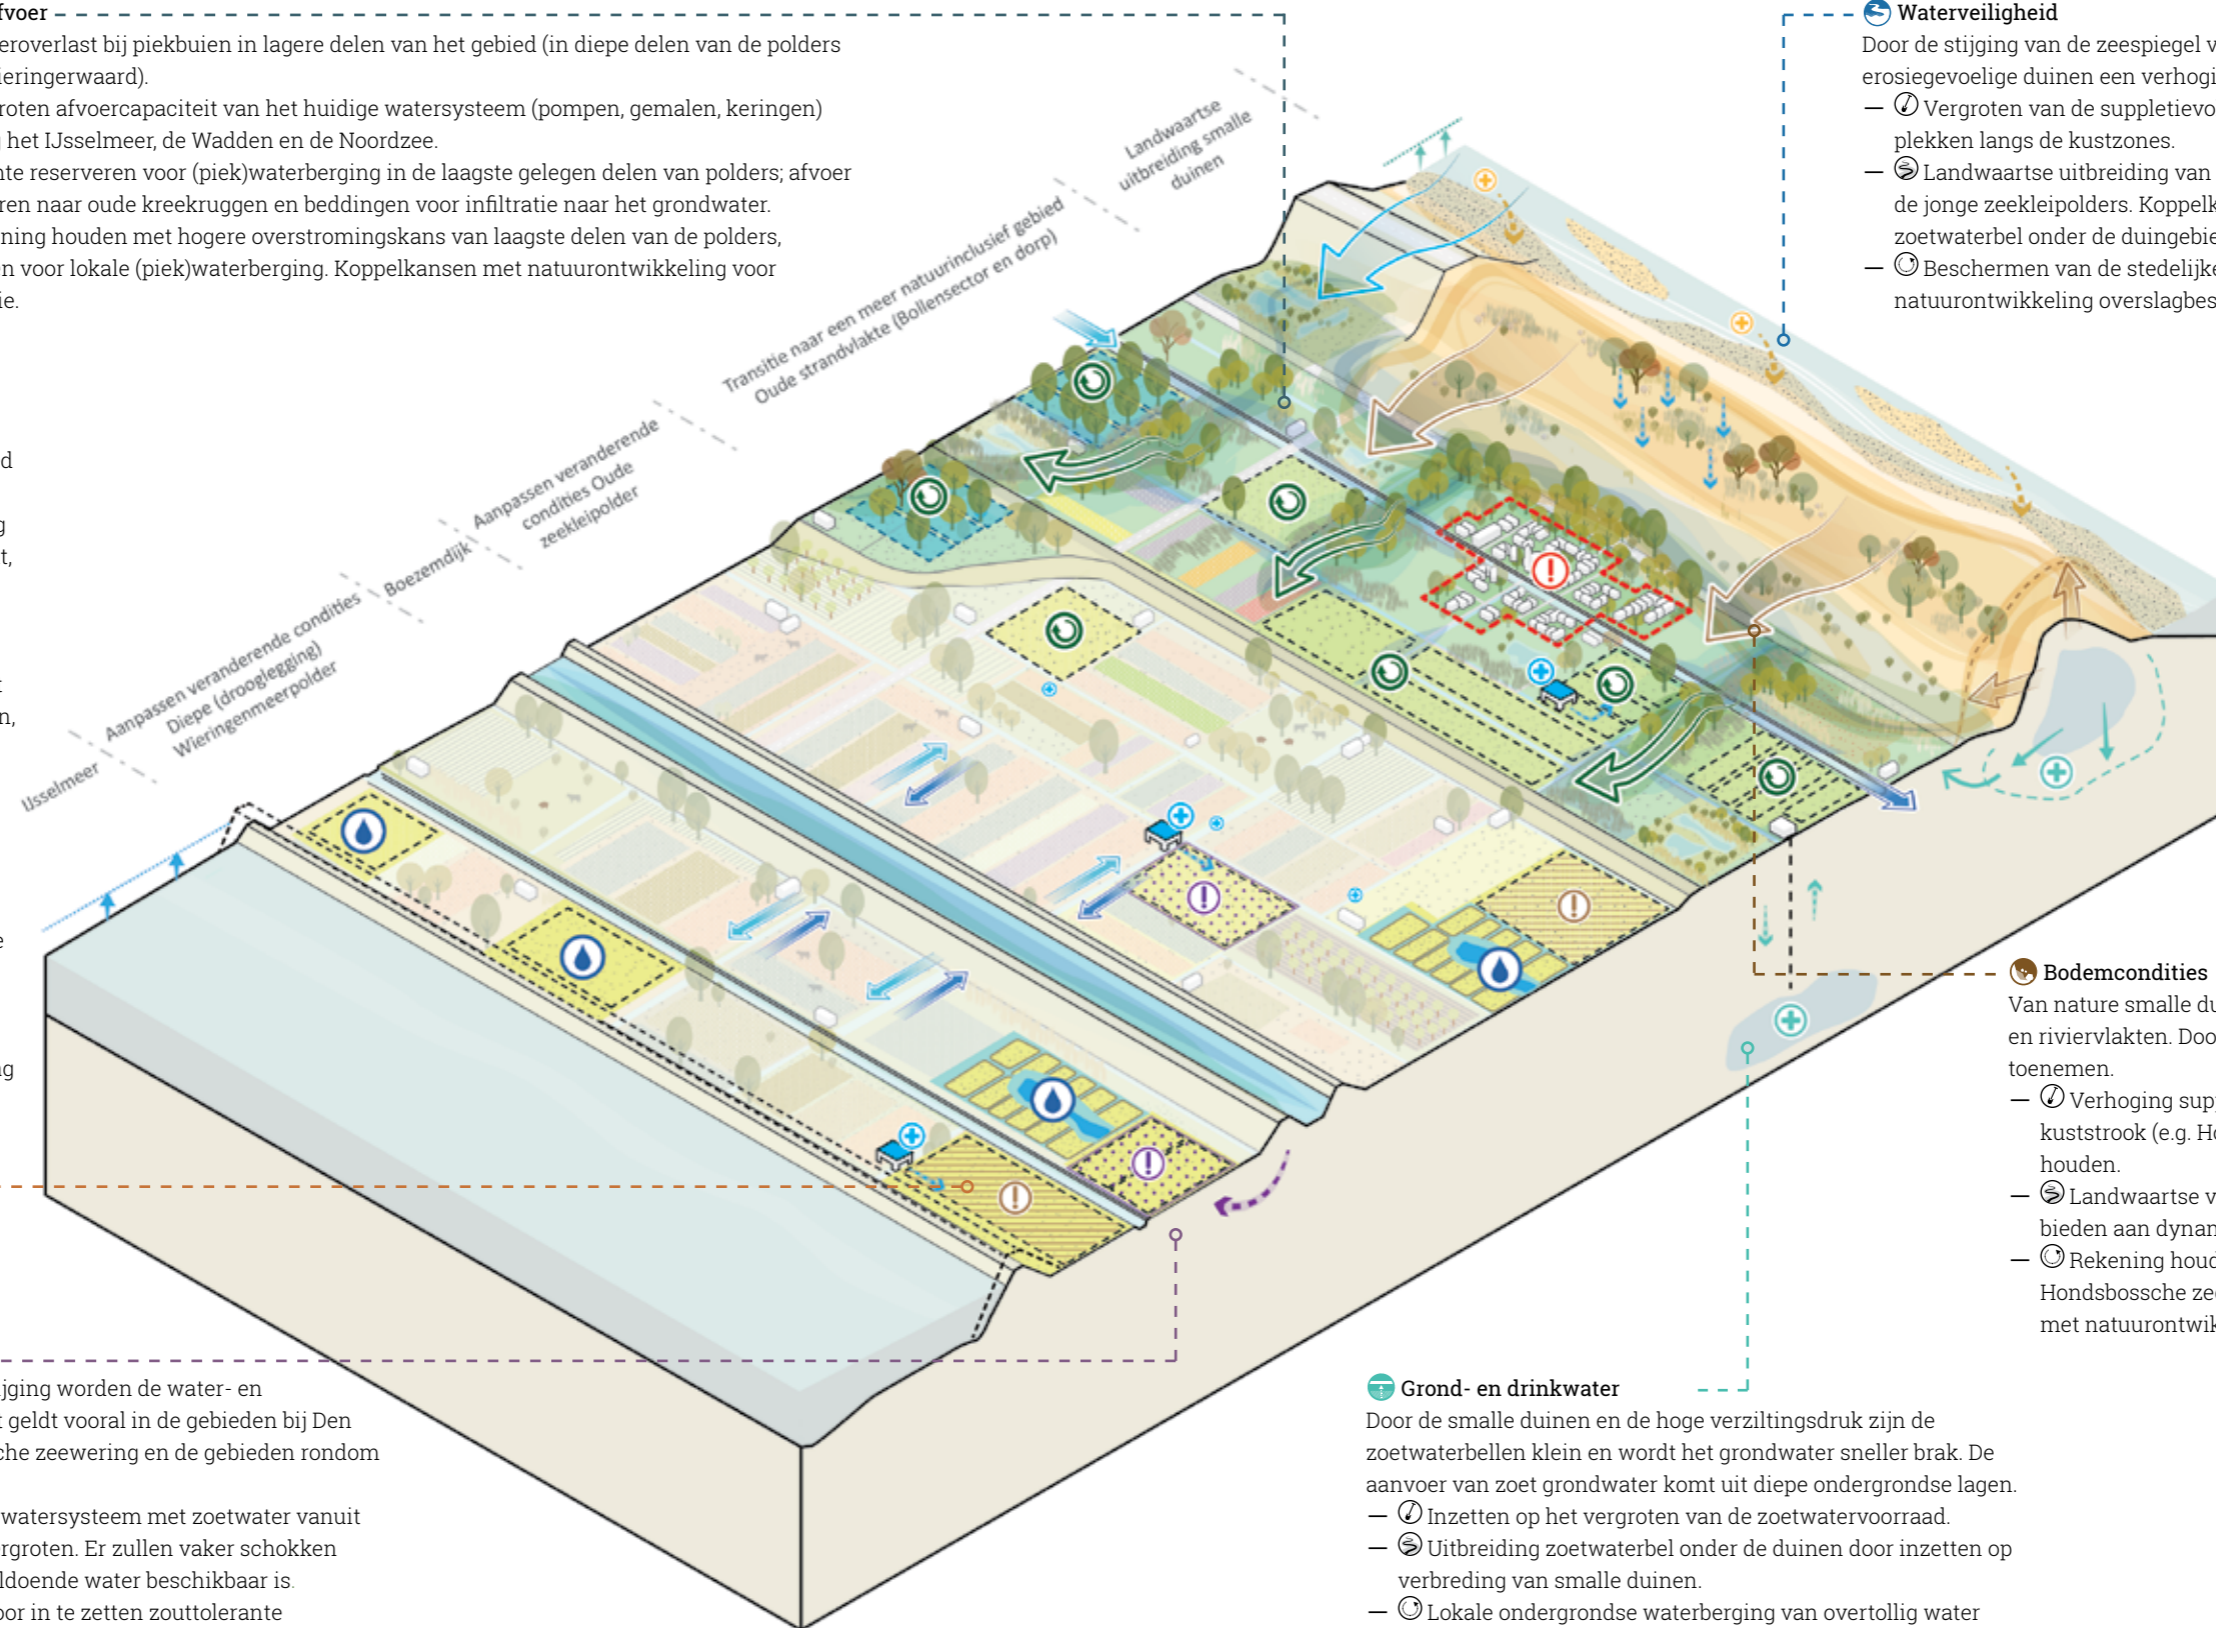 fvoer
eroverlast bij piekbuien in lagere delen van het gebied (in diepe delen van de polders
ieringerwaard).
roten afvoercapaciteit van het huidige watersysteem (pompen, gemalen, keringen)
het IJsselmeer, de Wadden en de Noordzee.
nte reserveren voor (piek)waterberging in de laagste gelegen delen van polders; afvoer
ren naar oude kreekruggen en beddingen voor infiltratie naar het grondwater.
ning houden met hogere overstromingskans van laagste delen van de polders,
n voor lokale (piek)waterberging. Koppelkansen met natuurontwikkeling voor
ie.
Waterveiligheid
Door de stijging van de zeespiegel v
erosiegevoelige duinen een verhogi
— Vergroten van de suppletievo
plekken langs de kustzones.
— Landwaartse uitbreiding van
de jonge zeekleipolders. Koppelk
zoetwaterbel onder de duingebie
— Beschermen van de stedelijke
natuurontwikkeling overslagbes
Landwaartse
uitbreiding smalle
duinen
Transitie naar een meer natuurinclusief gebied
Oude strandvlakte (Bollensector en dorp)
Aanpassen veranderende
condities Oude
zeekleipolder
Boezemdijk
Aanpassen veranderende condities
Diepe (drooglegging)
Wieringenmeerpolder
IJsselmeer
d
g
t,
t
n,
e
ng
Bodemcondities
Van nature smalle du
en riviervlakten. Doo
toenemen.
— Verhoging sup
kuststrook (e.g. Ho
houden.
— Landwaartse v
bieden aan dynan
— Rekening houd
Hondsbossche zee
met natuurontwik
jging worden de water- en
t geldt vooral in de gebieden bij Den
che zeewering en de gebieden rondom
watersysteem met zoetwater vanuit
rgroten. Er zullen vaker schokken
ldoende water beschikbaar is.
oor in te zetten zouttolerante
Grond- en drinkwater
Door de smalle duinen en de hoge verziltingsdruk zijn de
zoetwaterbellen klein en wordt het grondwater sneller brak. De
aanvoer van zoet grondwater komt uit diepe ondergrondse lagen.
— Inzetten op het vergroten van de zoetwatervoorraad.
— Uitbreiding zoetwaterbel onder de duinen door inzetten op
verbreding van smalle duinen.
— Lokale ondergrondse waterberging van overtollig water